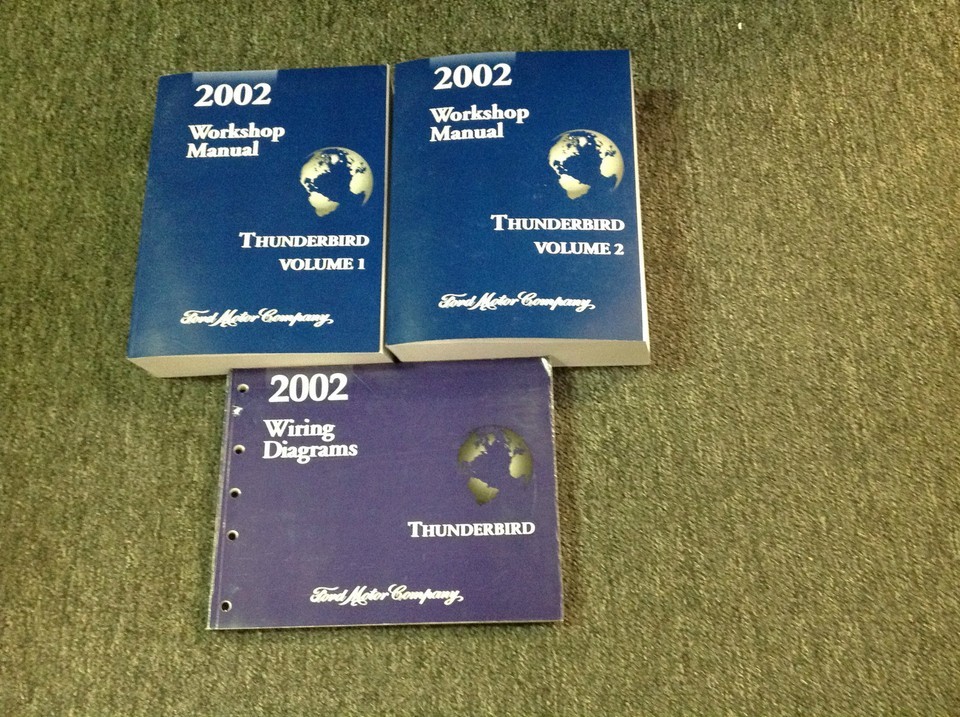 2002
Workshop
Manual
THUNDERBIRD
VOLUME 1
Ford Motor Company,
2002
Workshop
Manual
THUNDERBIRD
VOLUME 2
Ford Motor Company,
2002
Wiring
Diagrams
THUNDERBIRD
Ford Motor Company,